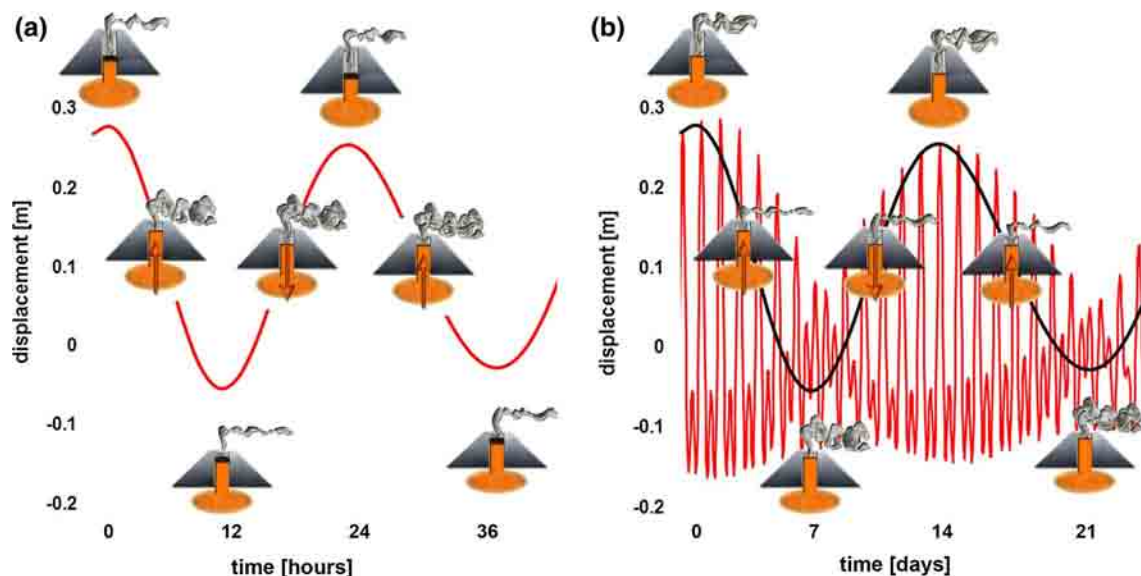 (a)
displacement [m]
0.3
0.2
0.1
0
-0.1
-0.2
0 12 24 36
time [hours]
(b)
displacement [m]
0.3
0.2
0.1
0
-0.1
-0.2
0 7 14 21
time [days]